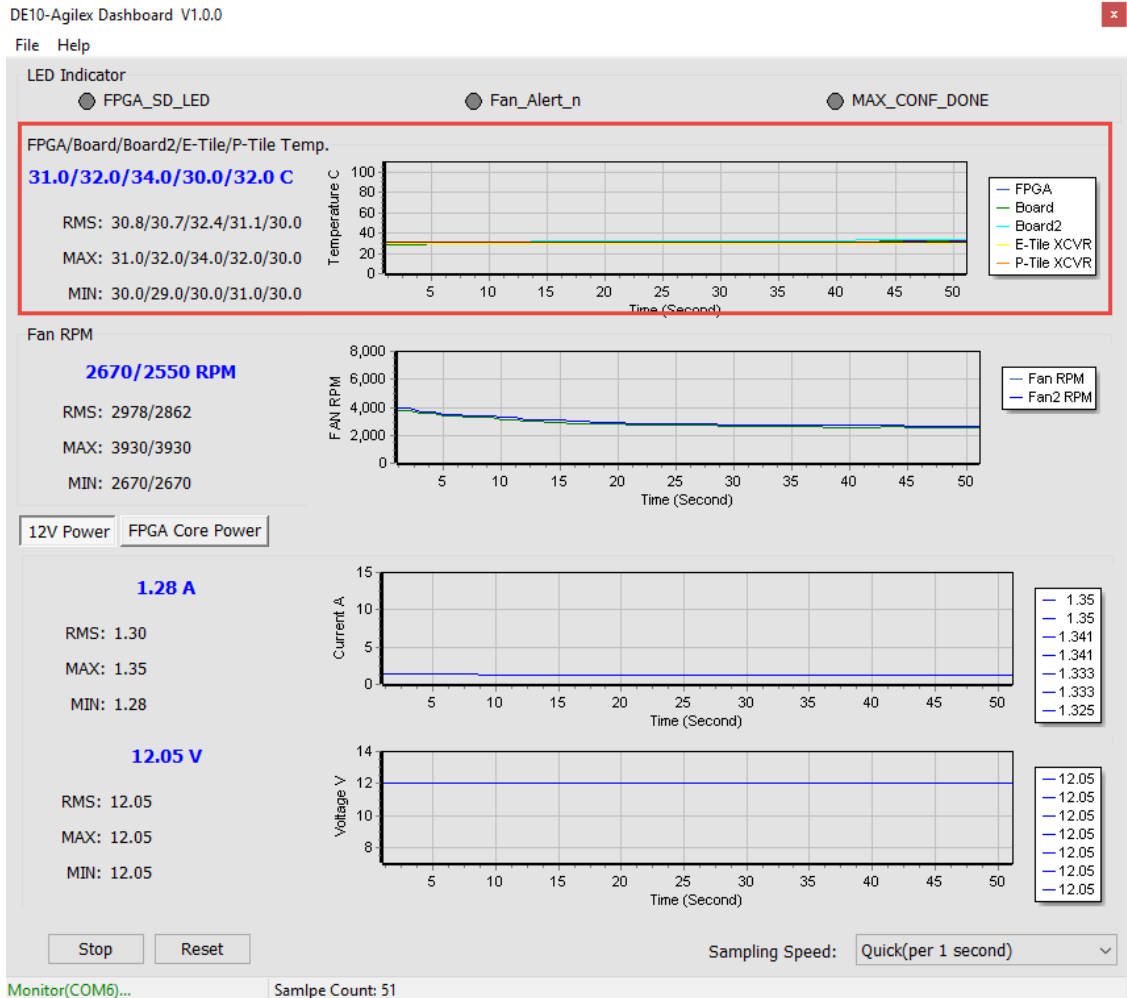 DE10-Agilex Dashboard V1.0.0
x
File Help
LED Indicator
FPGA_SD_LED Fan_Alert_n MAX_CONF_DONE
FPGA/Board/Board2/E-Tile/P-Tile Temp.
31.0/32.0/34.0/30.0/32.0 C
RMS: 30.8/30.7/32.4/31.1/30.0
MAX: 31.0/32.0/34.0/32.0/30.0
MIN: 30.0/29.0/30.0/31.0/30.0
Temperature C
100
80
60
40
20
0
5 10 15 20 25 30 35 40 45 50
Time (Second)
FPGA
Board
Board2
E-Tile XCVR
P-Tile XCVR
Fan RPM
2670/2550 RPM
RMS: 2978/2862
MAX: 3930/3930
MIN: 2670/2670
FAN RPM
8,000
6,000
4,000
2,000
0
5 10 15 20 25 30 35 40 45 50
Time (Second)
Fan RPM
Fan2 RPM
12V Power FPGA Core Power
1.28 A
RMS: 1.30
MAX: 1.35
MIN: 1.28
Current A
15
10
5
0
5 10 15 20 25 30 35 40 45 50
Time (Second)
1.35
1.35
1.341
1.341
1.333
1.333
1.325
12.05 V
RMS: 12.05
MAX: 12.05
MIN: 12.05
Voltage V
14
12
10
8
5 10 15 20 25 30 35 40 45 50
Time (Second)
12.05
12.05
12.05
12.05
12.05
12.05
12.05
Stop Reset Sampling Speed: Quick(per 1 second)
Monitor(COM6)... Samlpe Count: 51